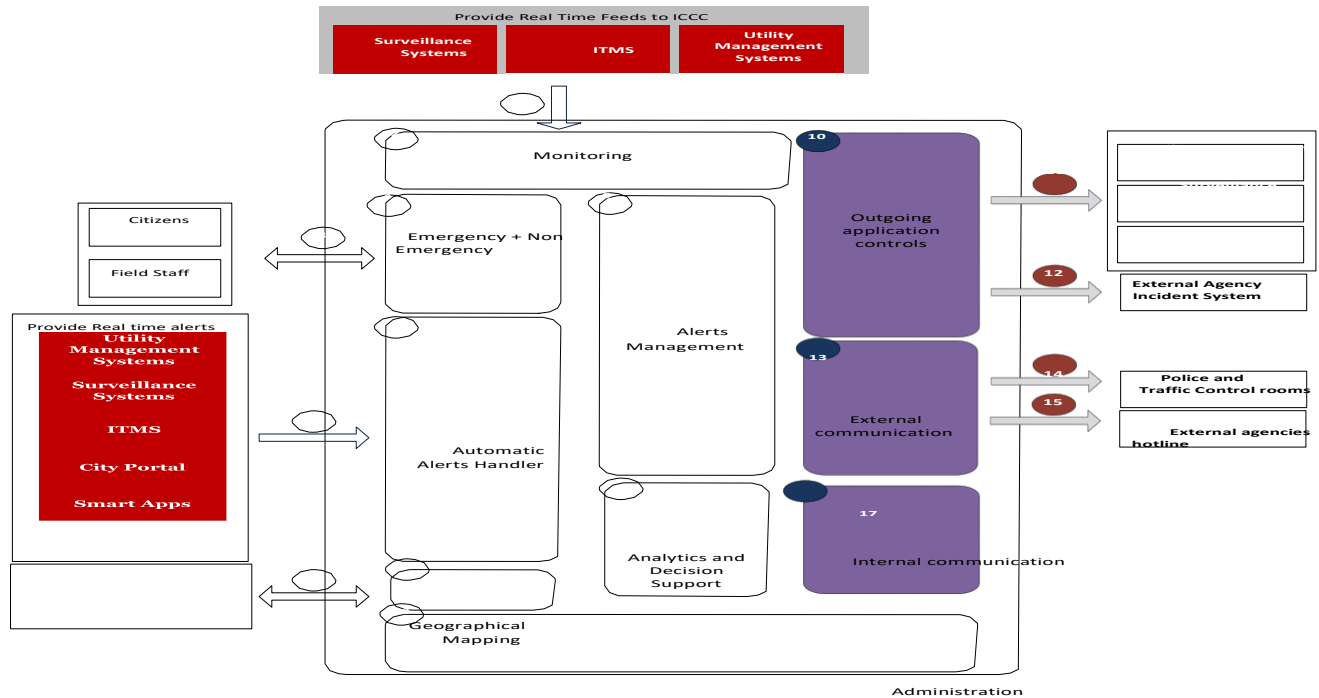 Provide Real Time Feeds to ICCC
Surveillance
Systems
ITMS
Utility
Management
Systems
10
Monitoring
Citizens
Field Staff
Emergency + Non
Emergency
Outgoing
application
controls
Surveillance
12
External Agency
Incident System
Provide Real time alerts
Utility
Management
Systems
Surveillance
Systems
ITMS
City Portal
Smart Apps
Alerts
Management
13
14
Police and
Traffic Control rooms
15
External agencies
hotline
External
communication
Automatic
Alerts Handler
17
Internal communication
Analytics and
Decision
Support
Geographical
Mapping
Administration